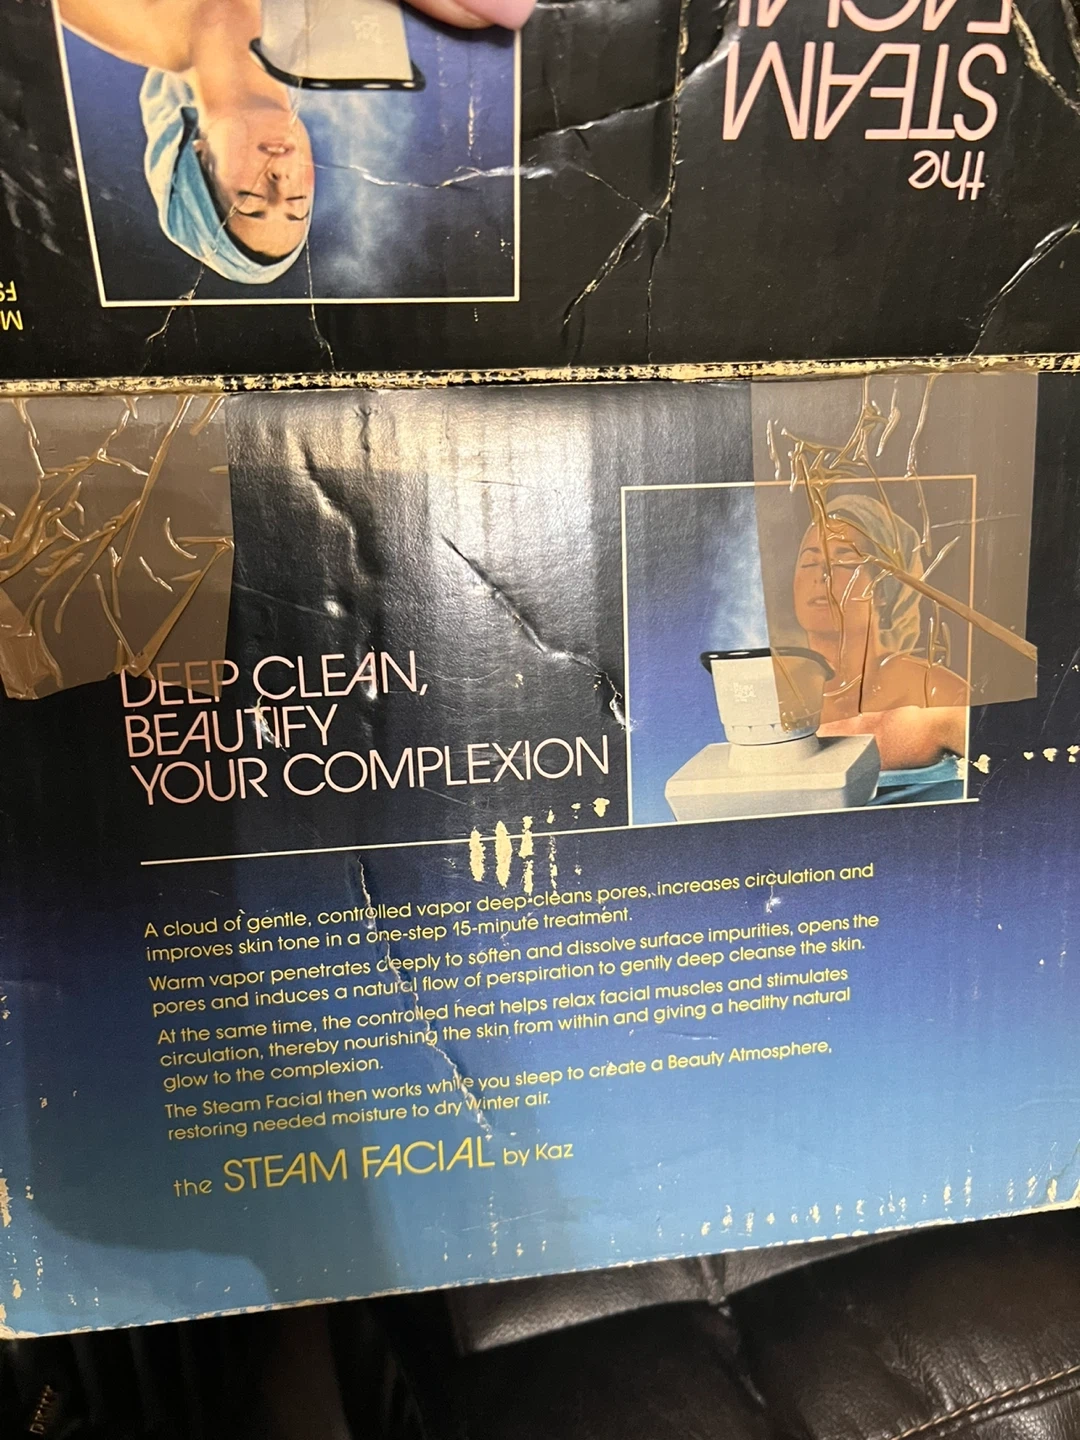 the
STEAM
FACIAL
DEEP CLEAN,
BEAUTIFY
YOUR COMPLEXION
A cloud of gentle, controlled vapor deep-cleans pores, increases circulation and
improves skin tone in a one-step 15-minute treatment.
Warm vapor penetrates deeply to soften and dissolve surface impurities, opens the
pores and induces a natural flow of perspiration to gently deep cleanse the skin.
At the same time, the controlled heat helps relax facial muscles and stimulates
circulation, thereby nourishing the skin from within and giving a healthy natural
glow to the complexion.
The Steam Facial then works while you sleep to create a Beauty Atmosphere,
restoring needed moisture to dry winter air.
the STEAM FACIAL by Kaz